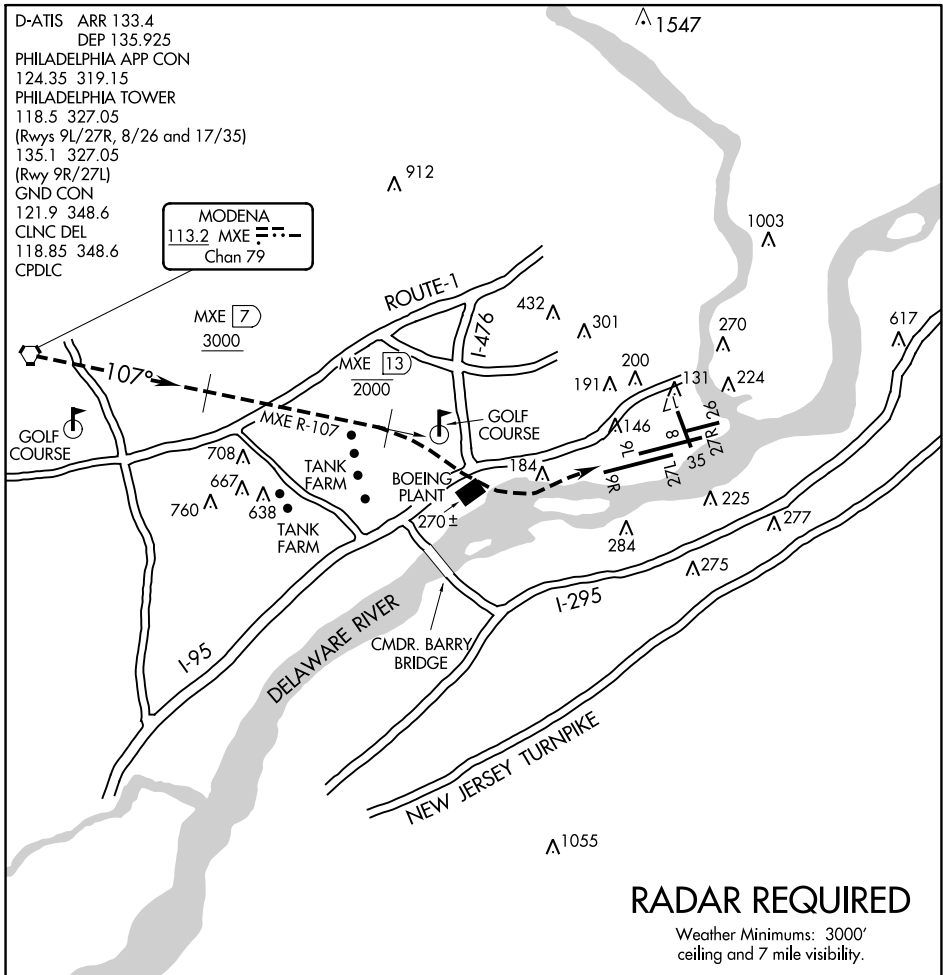 D-ATIS ARR 133.4
DEP 135.925
PHILADELPHIA APP CON
124.35 319.15
PHILADELPHIA TOWER
118.5 327.05
(Rwys 9L/27R, 8/26 and 17/35)
135.1 327.05
(Rwy 9R/27L)
GND CON
121.9 348.6
CLNC DEL
118.85 348.6
CPDLC
1547
912
MODENA
113.2 MXE
Chan 79
1003
ROUTE-1
I-476
432
301
270
617
MXE 7
3000
MXE 13
2000
107°
MXE R-107
191
200
131
224
GOLF
COURSE
GOLF
COURSE
146
17
26
8
27R
9L
35
27L
9R
184
708
667
760
638
TANK
FARM
TANK
FARM
BOEING
PLANT
270±
225
284
277
275
I-295
I-95
DELAWARE RIVER
CMDR. BARRY
BRIDGE
NEW JERSEY TURNPIKE
1055
RADAR REQUIRED
Weather Minimums: 3000'
ceiling and 7 mile visibility.